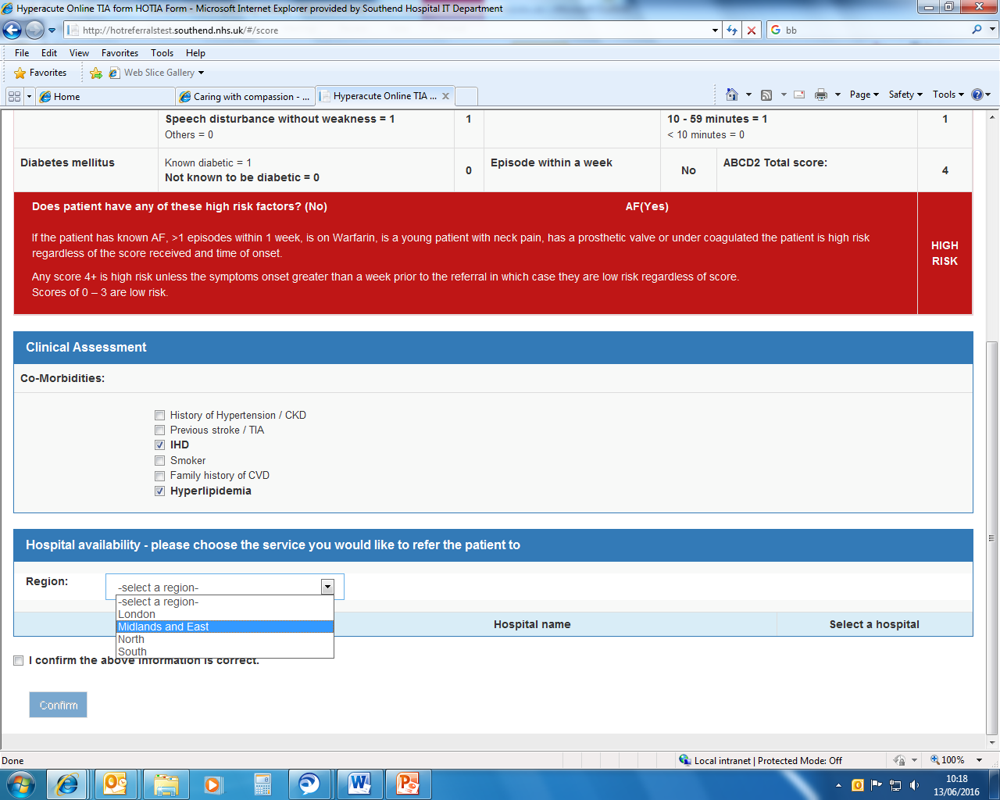 Hyperacute Online TIA form HOTIA Form - Microsoft Internet Explorer provided by Southend Hospital IT Department
http://hotreferralstest.southend.nhs.uk/#/score
bb
File Edit View Favorites Tools Help
Favorites Web Slice Gallery
Home Caring with compassion - ... Hyperacute Online TIA ... Page Safety Tools
Speech disturbance without weakness = 1 1 10 - 59 minutes = 1 1
Others = 0 < 10 minutes = 0
Diabetes mellitus Known diabetic = 1 Episode within a week ABCD2 Total score:
Not known to be diabetic = 0 0 No 4
Does patient have any of these high risk factors? (No) AF(Yes)
If the patient has known AF, >1 episodes within 1 week, is on Warfarin, is a young patient with neck pain, has a prosthetic valve or under coagulated the patient is high risk
regardless of the score received and time of onset.
HIGH
RISK
Any score 4+ is high risk unless the symptoms onset greater than a week prior to the referral in which case they are low risk regardless of score.
Scores of 0 – 3 are low risk.
Clinical Assessment
Co-Morbidities:
History of Hypertension / CKD
Previous stroke / TIA
IHD
Smoker
Family history of CVD
Hyperlipidemia
Hospital availability - please choose the service you would like to refer the patient to
Region: -select a region-
-select a region-
London
Midlands and East
North
South
Hospital name Select a hospital
I confirm the above information is correct.
Confirm
Done Local intranet | Protected Mode: Off 100%
10:18
13/06/2016